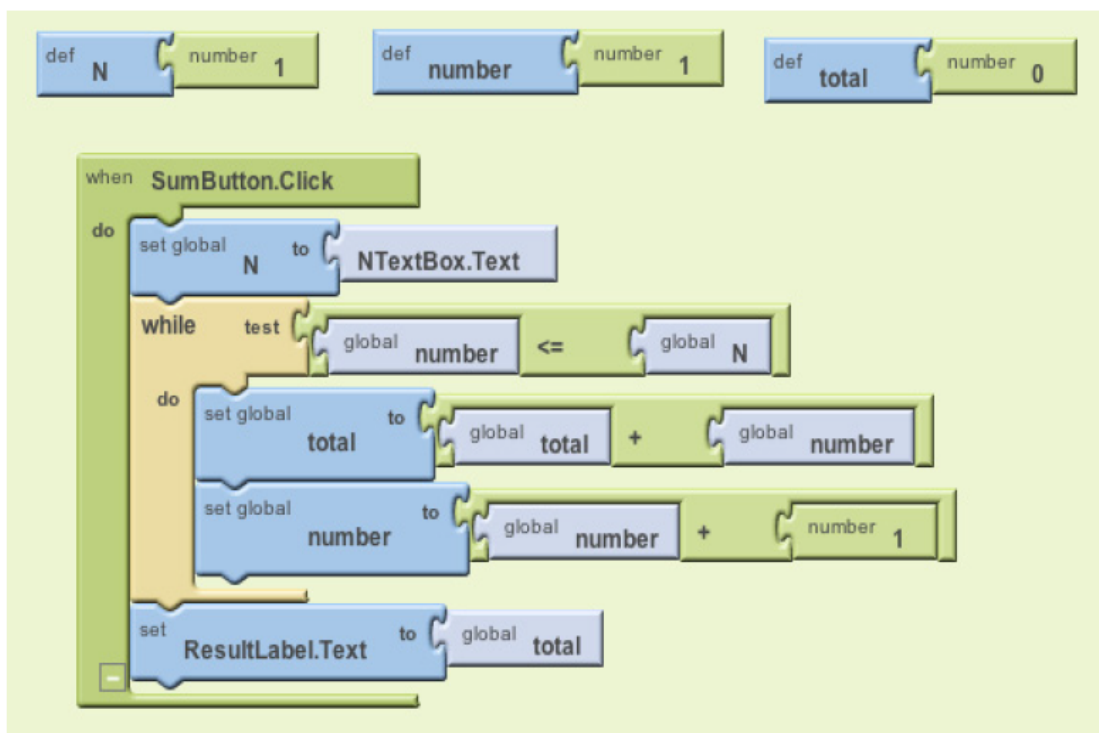 def N number 1
def number number 1
def total number 0
when SumButton.Click
do set global N to NTextBox.Text
while test global number <= global N
do set global total to global total + global number
set global number to global number + number 1
set ResultLabel.Text to global total